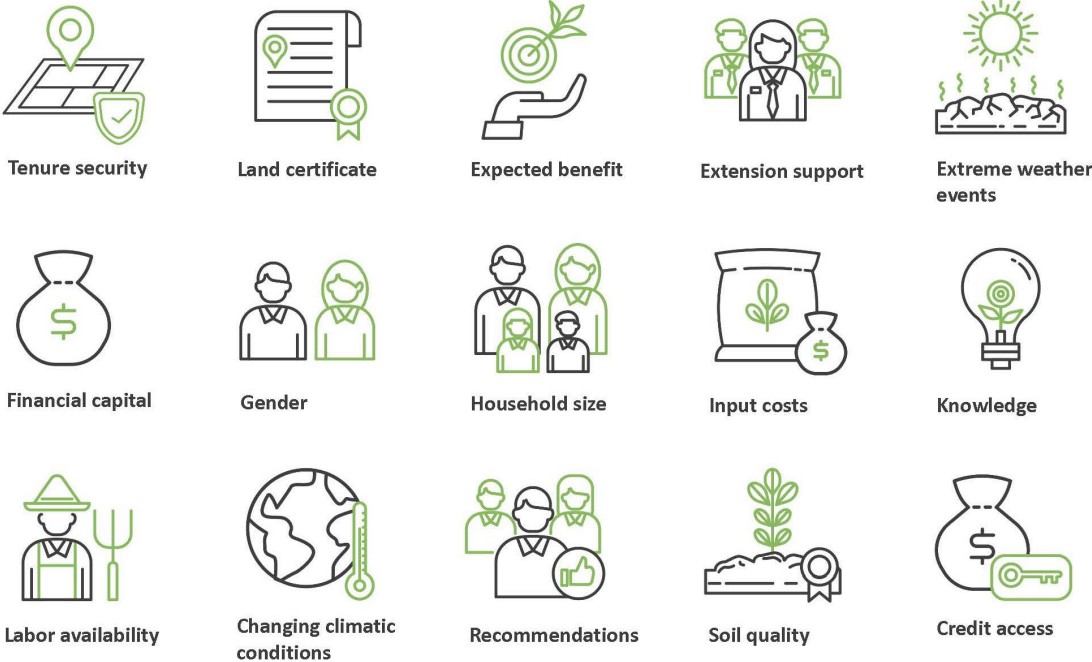 Tenure security
Land certificate
Expected benefit
Extension support
Extreme weather
events
$
Financial capital
Gender
Household size
$
Input costs
Knowledge
Labor availability
Changing climatic
conditions
Recommendations
Soil quality
$
Credit access